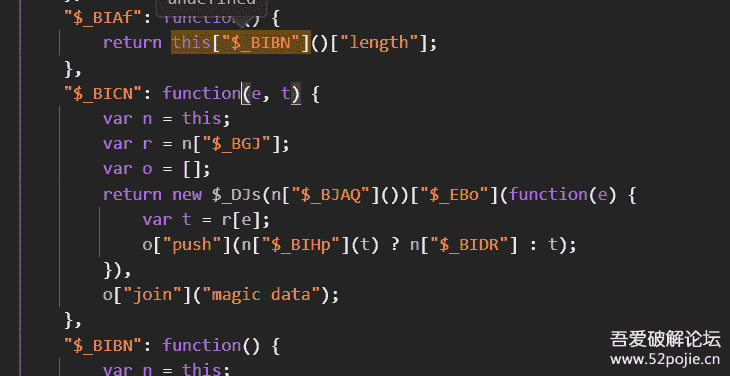 "$_BIAf": function() {
return this["$_BIBN"]()["length"];
},
"$_BICN": function(e, t) {
var n = this;
var r = n["$_BGJ"];
var o = [];
return new $_DJs(n["$_BJAQ"]())["$_EBo"](function(e) {
var t = r[e];
o["push"](n["$_BIHp"](t) ? n["$_BIDR"] : t);
}),
o["join"]("magic data");
},
"$_BIBN": function() {
var n = this;
吾爱破解论坛
www.52pojie.cn